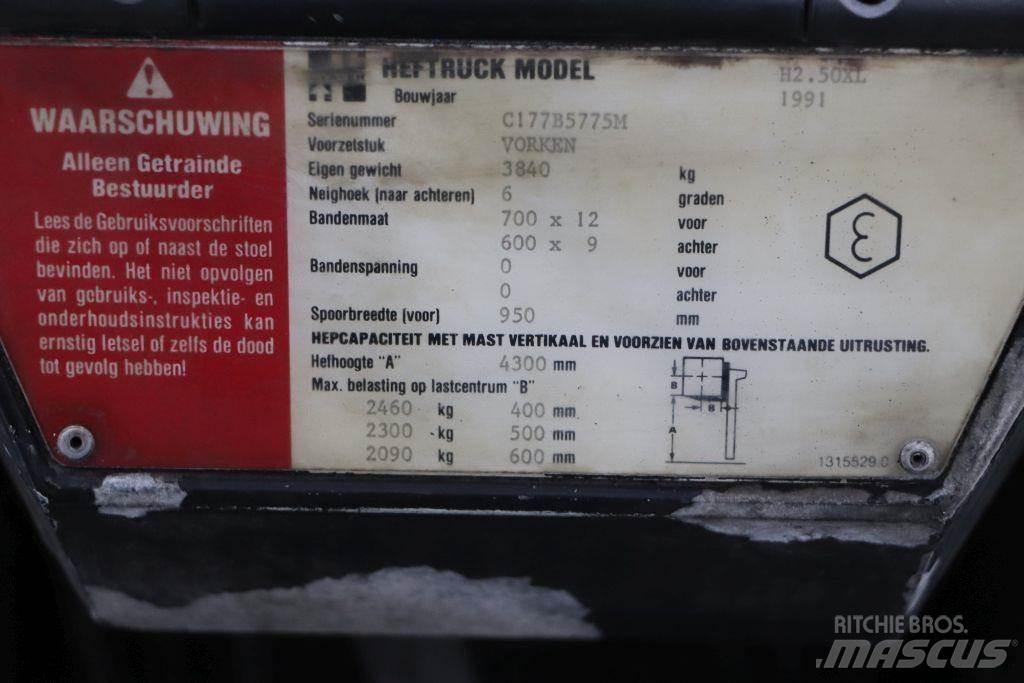 WAARSCHUWING
Alleen Getrainde
Bestuurder
Lees de Gebruiksvoorschriften
die zich op of naast de stoel
bevinden. Het niet opvolgen
van gebruiks-, inspektie- en
onderhoudsinstrukties kan
ernstig letsel of zelfs de dood
tot gevolg hebben!
HEFTRUCK MODEL H2.50XL
Bouwjaar 1991
Serienummer C177B5775M
Voorzetstuk VORKEN
Eigen gewicht 3840 kg
Neighoek (naar achteren) 6 graden
Bandenmaat 700 x 12 voor
600 x 9 achter
Bandenspanning 0 voor
0 achter
Spoorbreedte (voor) 950 mm
HEPCAPACITEIT MET MAST VERTIKAAL EN VOORZIEN VAN BOVENSTAANDE UITRUSTING.
Hefhoogte "A" 4300 mm
Max. belasting op lastcentrum "B"
2460 kg 400 mm
2300 kg 500 mm
2090 kg 600 mm
B
B
A
1315529.C
RITCHIE BROS.
MASCUS